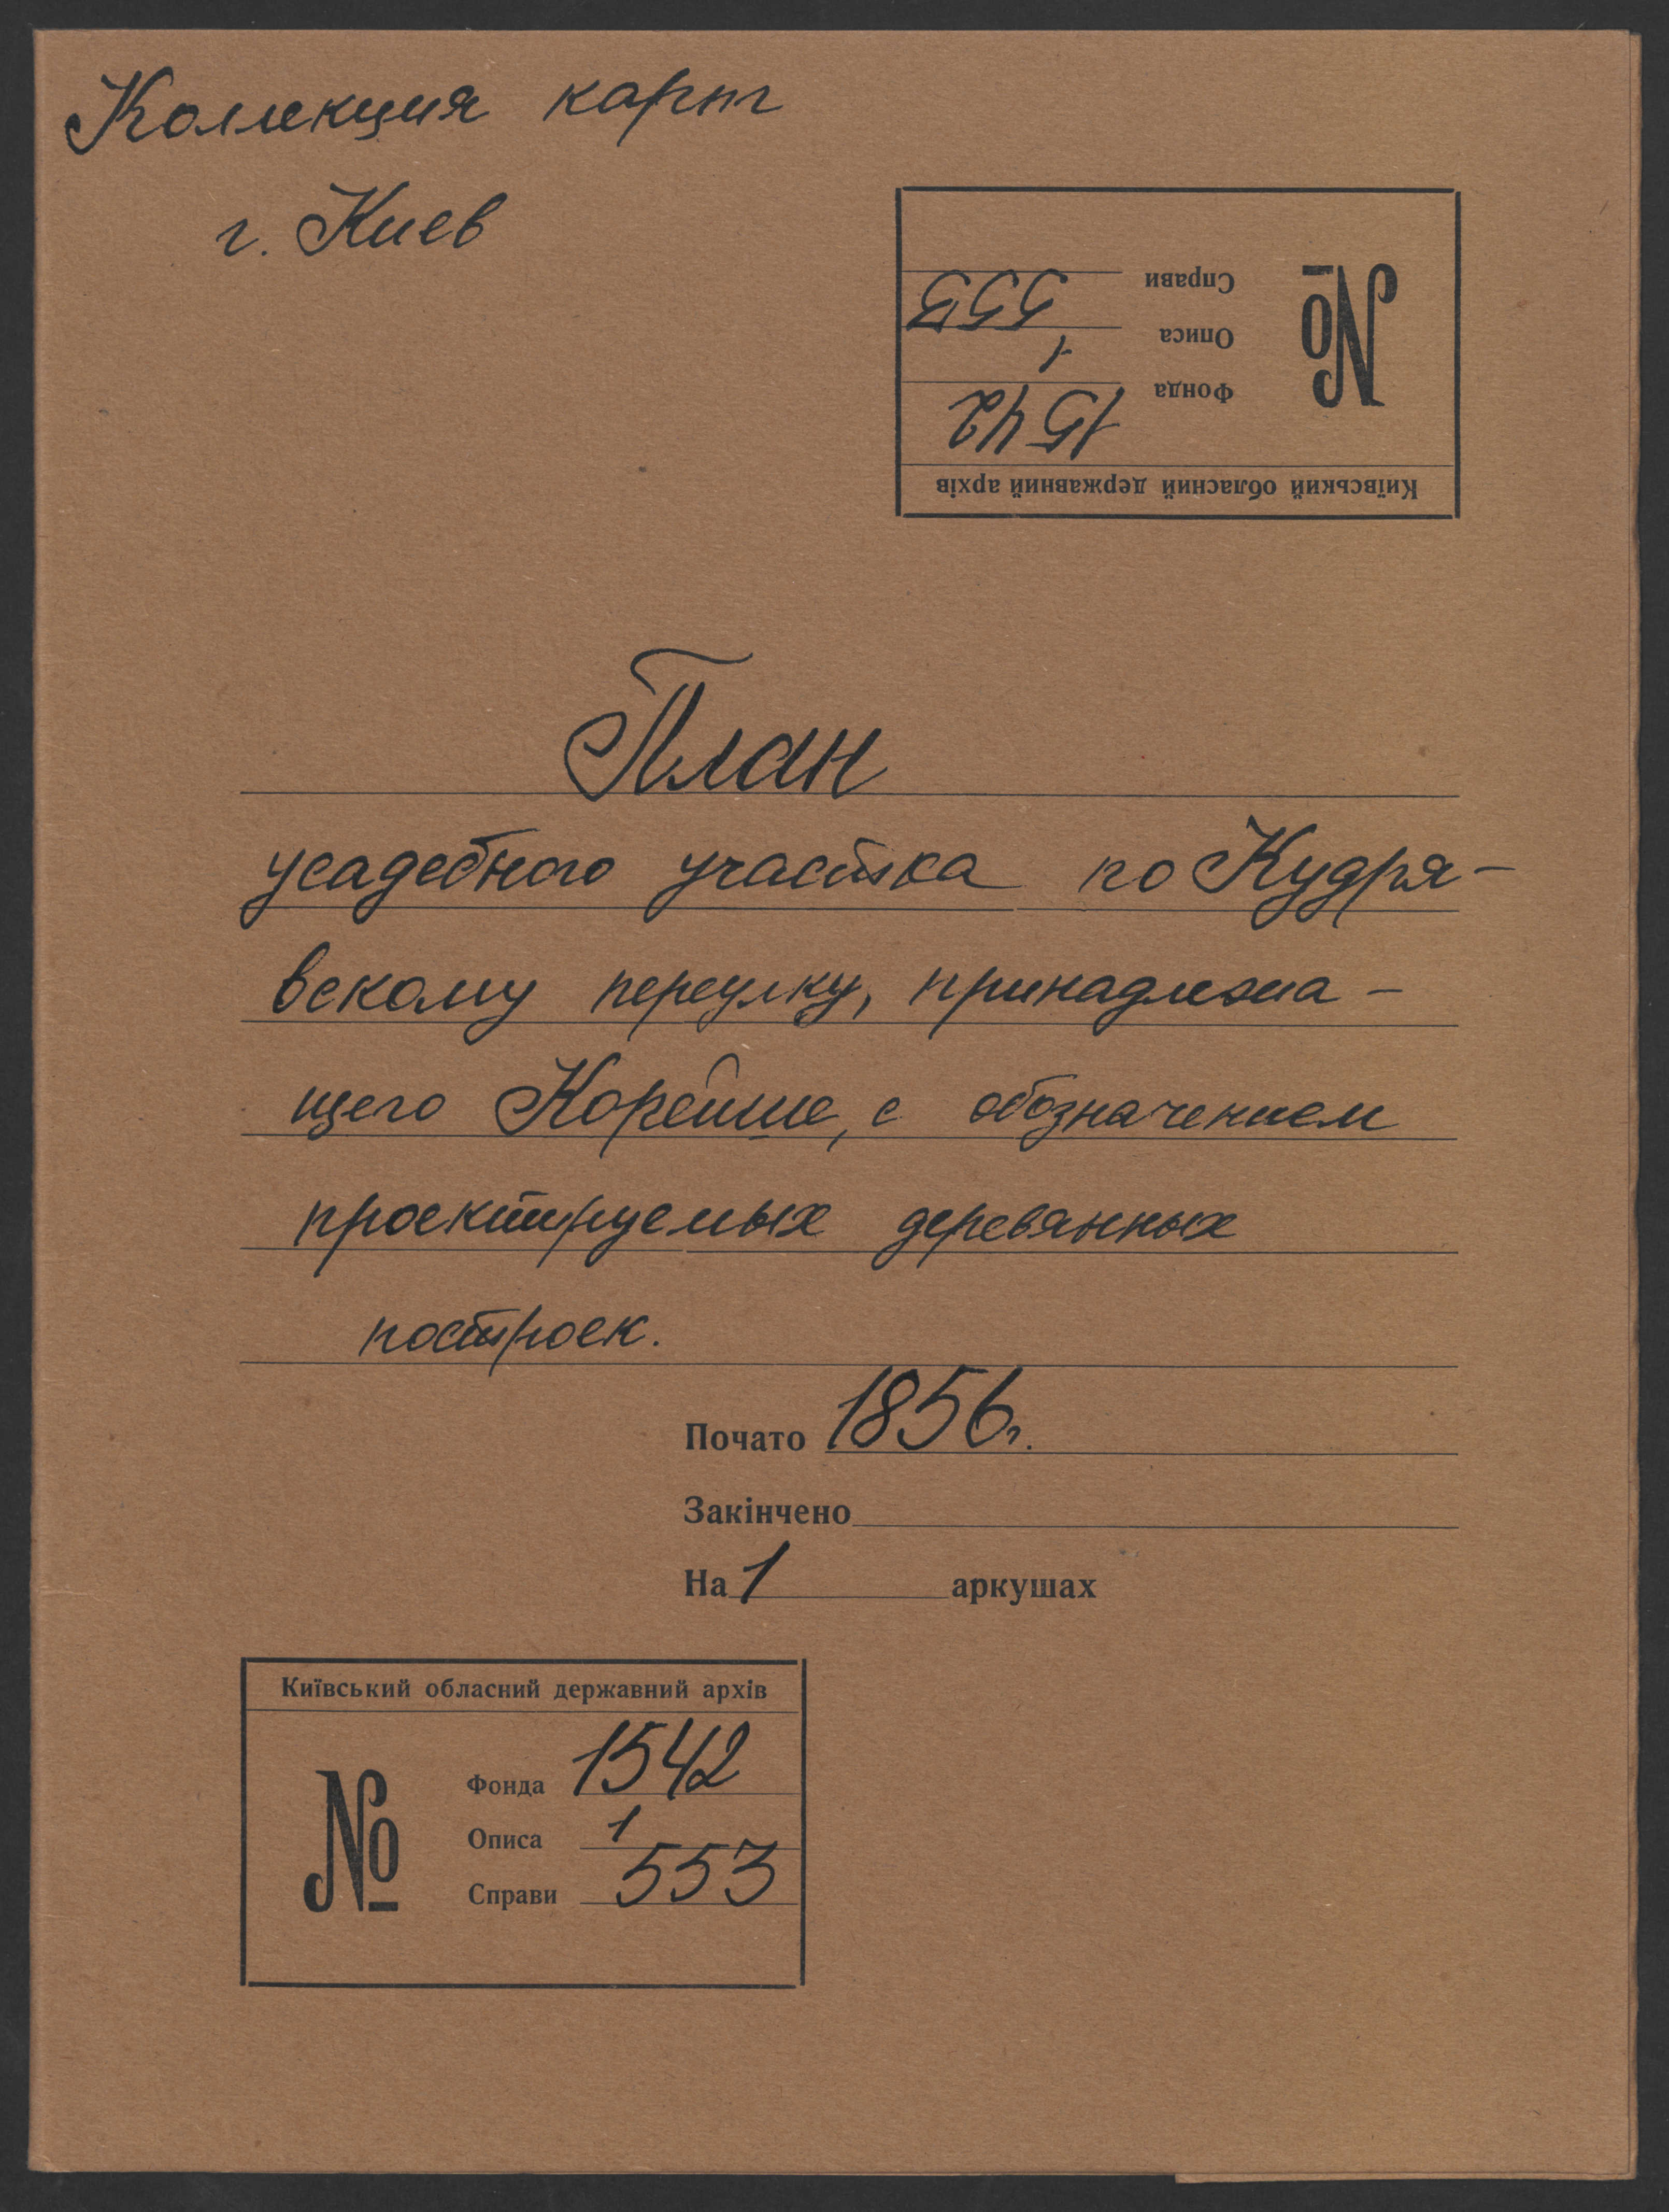 Коллекция карт
г. Киев
Київський обласний державний архів
№
Фонда 1542
Описа 1
Справи 553
План
усадебного участка по Кудря-
вскому переулку, принадлежа-
щего Корейше, с обозначением
проектируемых деревянных
построек.
Почато 1856г.
Закінчено
На 1 аркушах
Київський обласний державний архів
№
Фонда 1542
Описа 1
Справи 553